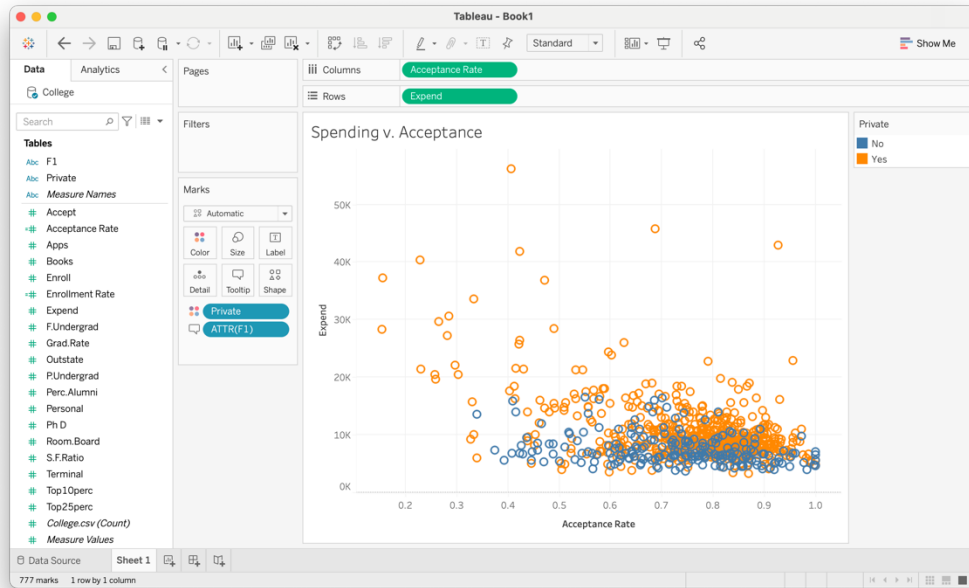 Tableau - Book1
Standard
Show Me
Data
Analytics
College
Search
Tables
Abc F1
Abc Private
Abc Measure Names
# Accept
=# Acceptance Rate
# Apps
# Books
# Enroll
=# Enrollment Rate
# Expend
# F.Undergrad
# Grad.Rate
# Outstate
# P.Undergrad
# Perc.Alumni
# Personal
# Ph D
# Room.Board
# S.F.Ratio
# Terminal
# Top10perc
# Top25perc
# College.csv (Count)
# Measure Values
Pages
Filters
Marks
Automatic
Color Size Label
Detail Tooltip Shape
Private
ATTR(F1)
Columns Acceptance Rate
Rows Expend
Spending v. Acceptance
50K
40K
30K
20K
10K
0K
Expend
0.2 0.3 0.4 0.5 0.6 0.7 0.8 0.9 1.0
Acceptance Rate
Private
No
Yes
Data Source
Sheet 1
777 marks 1 row by 1 column